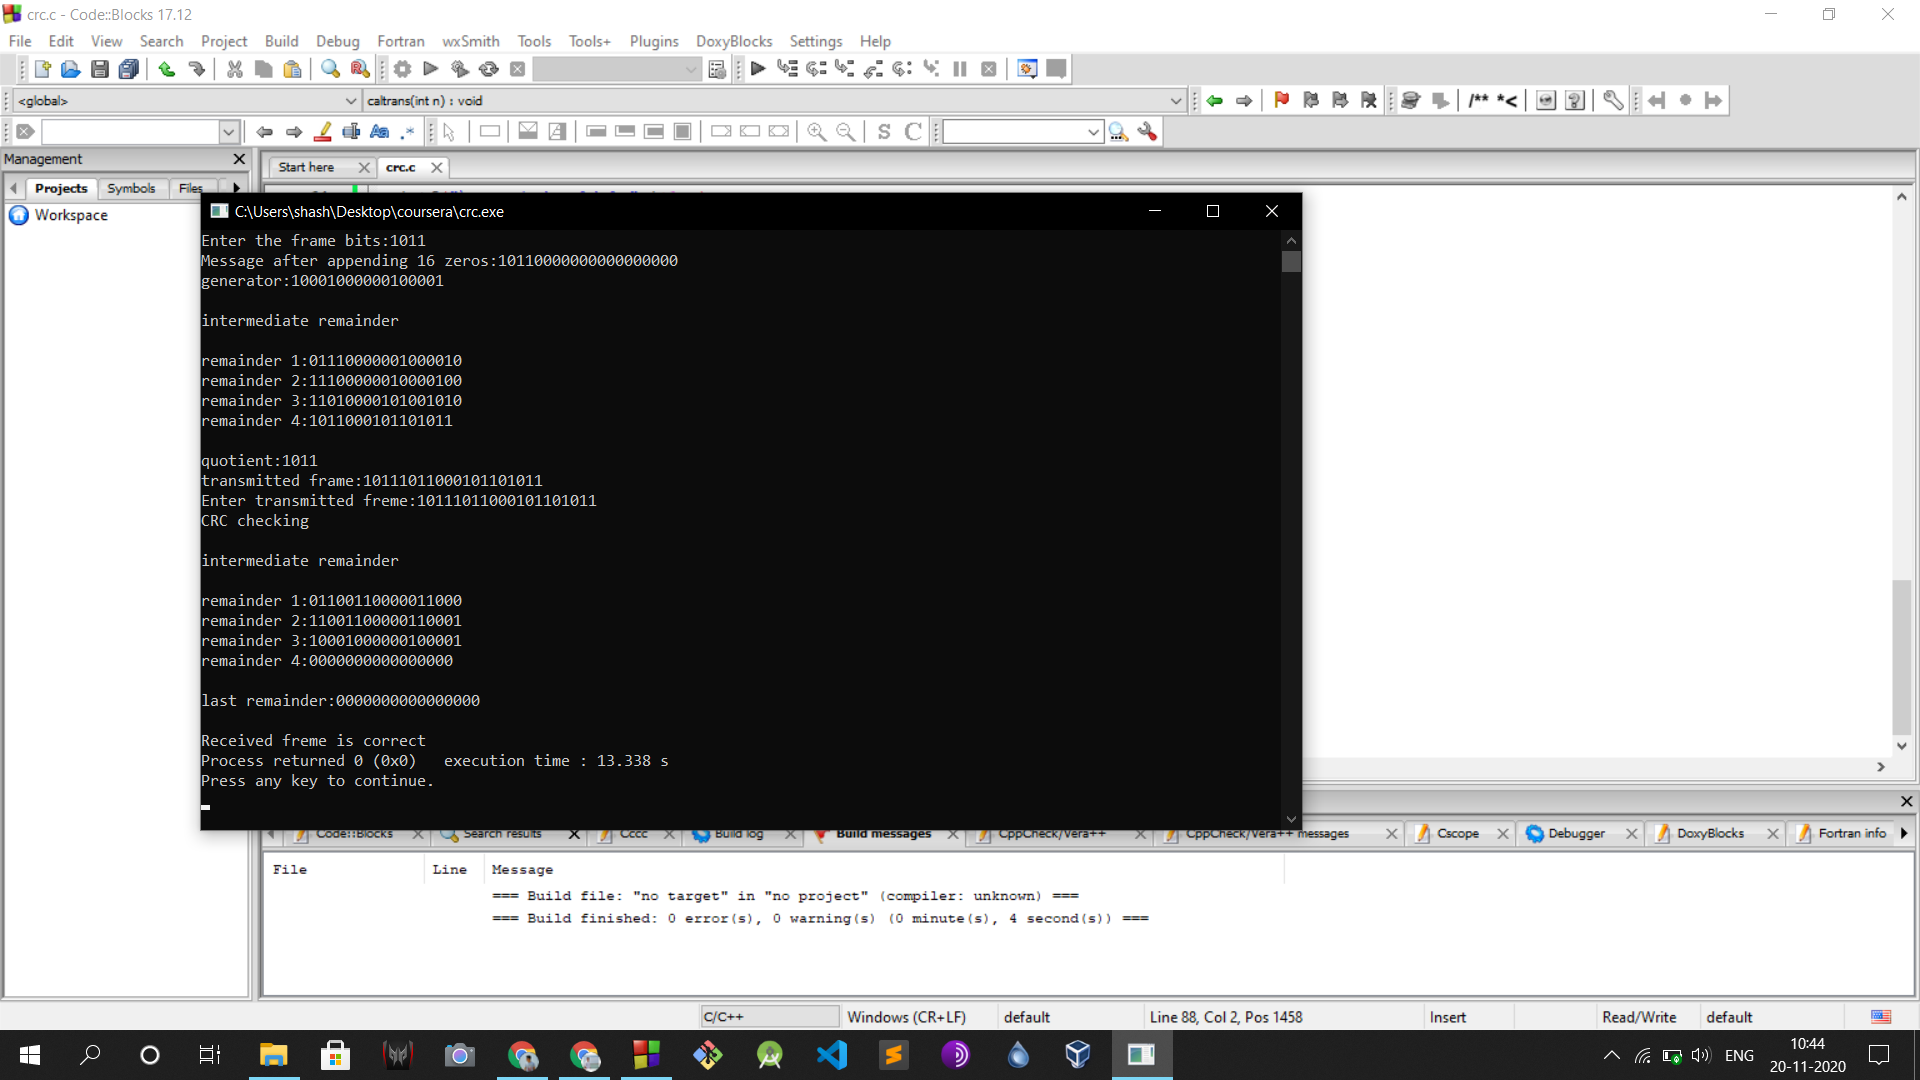 crc.c - Code::Blocks 17.12
File Edit View Search Project Build Debug Fortran wxSmith Tools Tools+ Plugins DoxyBlocks Settings Help
<global> caltrans(int n) : void
/** *<
S C
Management
Start here crc.c
Projects Symbols Files
Workspace
C:\Users\shash\Desktop\coursera\crc.exe
Enter the frame bits:1011
Message after appending 16 zeros:10110000000000000000
generator:10001000000100001
intermediate remainder
remainder 1:01110000001000010
remainder 2:11100000010000100
remainder 3:11010000101001010
remainder 4:1011000101101011
quotient:1011
transmitted frame:10111011000101101011
Enter transmitted freme:10111011000101101011
CRC checking
intermediate remainder
remainder 1:01100110000011000
remainder 2:11001100000110001
remainder 3:10001000000100001
remainder 4:0000000000000000
last remainder:0000000000000000
Received freme is correct
Process returned 0 (0x0)   execution time : 13.338 s
Press any key to continue.
Code::Blocks Search results Cccc Build log Build messages CppCheck/Vera++ CppCheck/Vera++ messages Cscope Debugger DoxyBlocks Fortran info
File Line Message
=== Build file: "no target" in "no project" (compiler: unknown) ===
=== Build finished: 0 error(s), 0 warning(s) (0 minute(s), 4 second(s)) ===
C/C++ Windows (CR+LF) default Line 88, Col 2, Pos 1458 Insert Read/Write default
ENG
10:44
20-11-2020